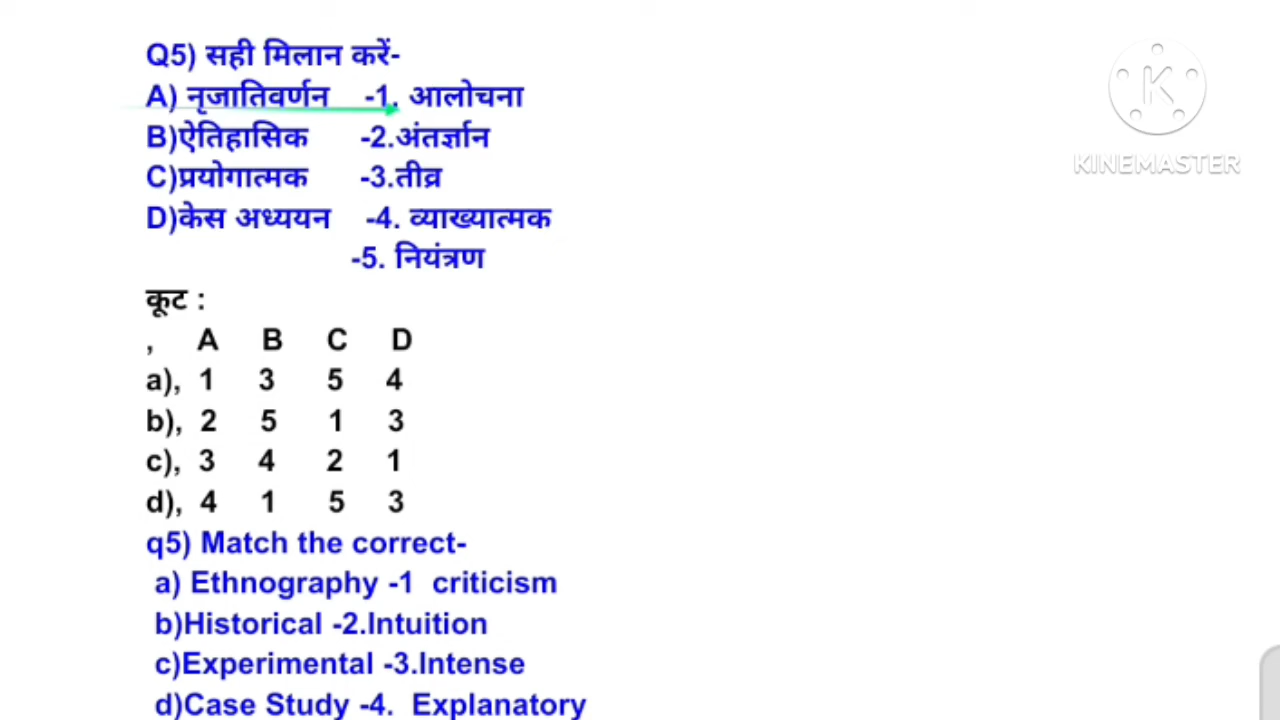 Q5) सही मिलान करें-
A) नृजातिवर्णन -1. आलोचना
B)ऐतिहासिक -2.अंतर्ज्ञान
C)प्रयोगात्मक -3.तीव्र
D)केस अध्ययन -4. व्याख्यात्मक
-5. नियंत्रण
कूट :
, A B C D
a), 1 3 5 4
b), 2 5 1 3
c), 3 4 2 1
d), 4 1 5 3
q5) Match the correct-
a) Ethnography -1 criticism
b)Historical -2.Intuition
c)Experimental -3.Intense
d)Case Study -4. Explanatory
K
KINEMASTER